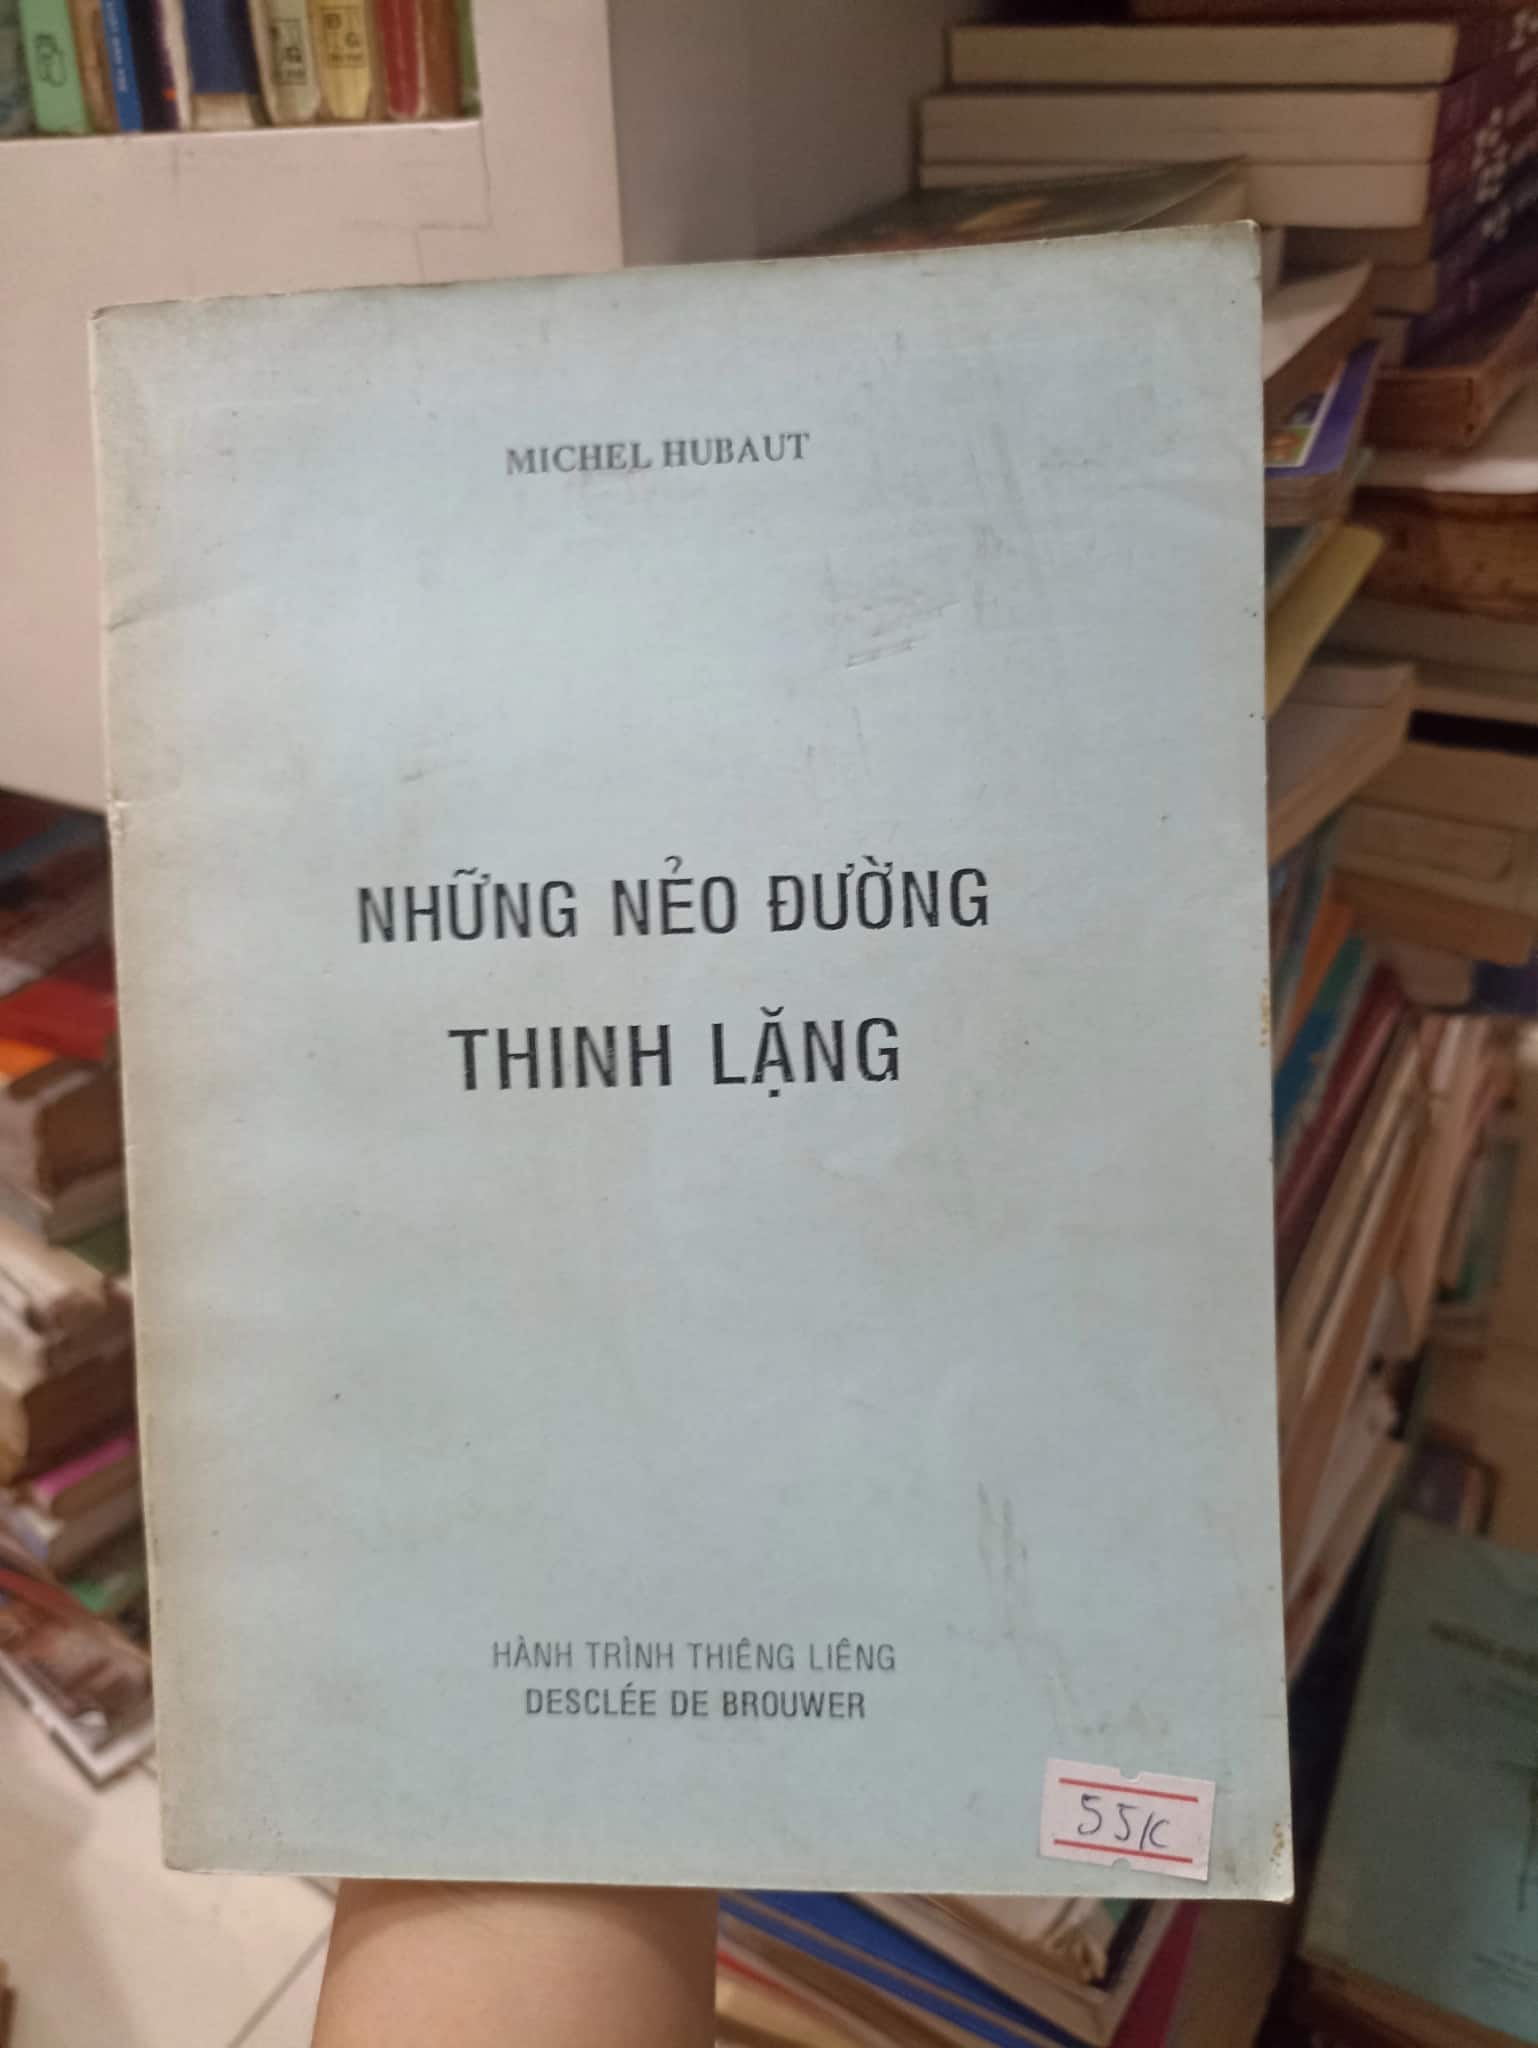 MICHEL HUBAUT
NHỮNG NẺO ĐƯỜNG
THINH LẶNG
HÀNH TRÌNH THIÊNG LIÊNG
DESCLÉE DE BROUWER
55K